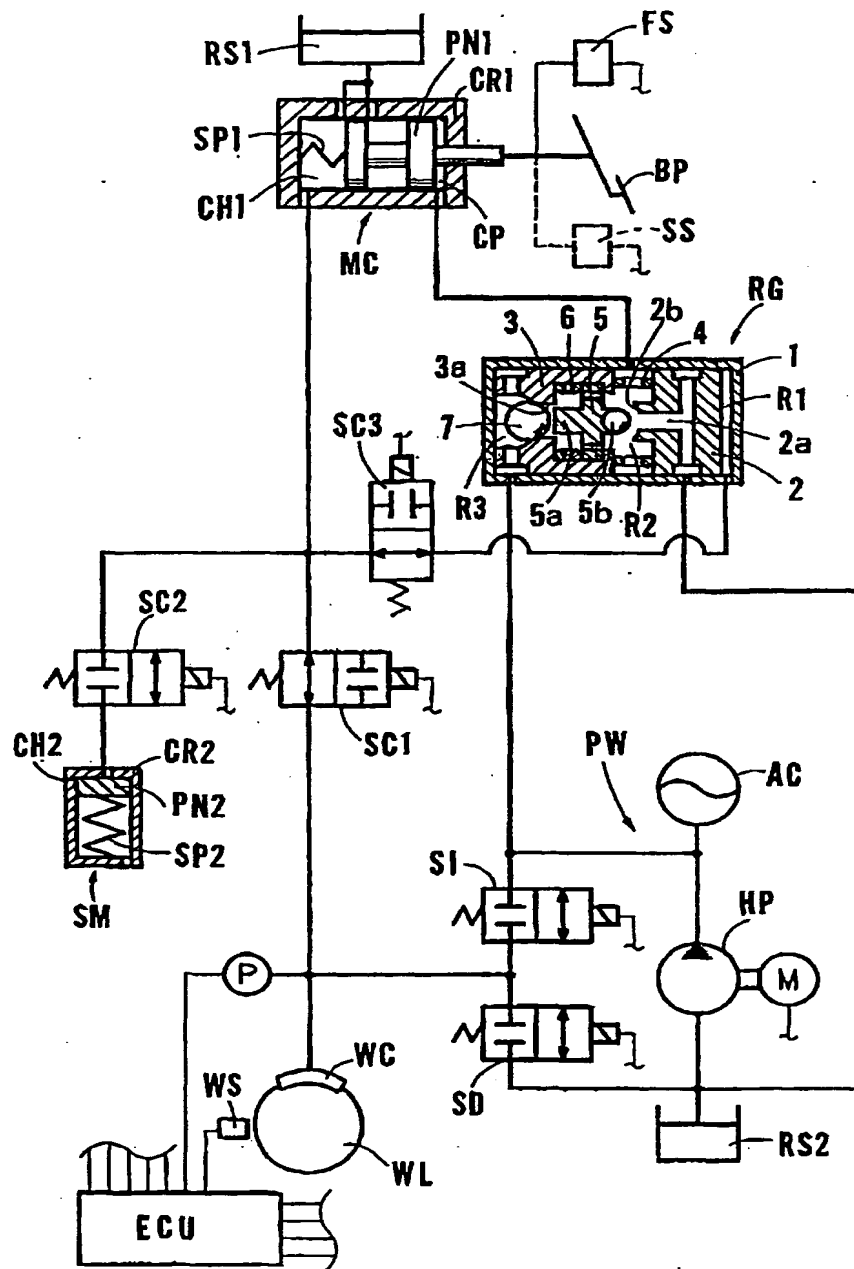 RS1
PN1
FS
CR1
SP1
BP
CH1
CP
SS
MC
RG
3
6
5
2b
4
1
3a
R1
7
SC3
2a
2
R3
5a
5b
R2
SC2
SC1
PW
AC
CH2
CR2
PN2
SP2
SI
HP
SM
P
M
WC
WS
SD
RS2
WL
ECU